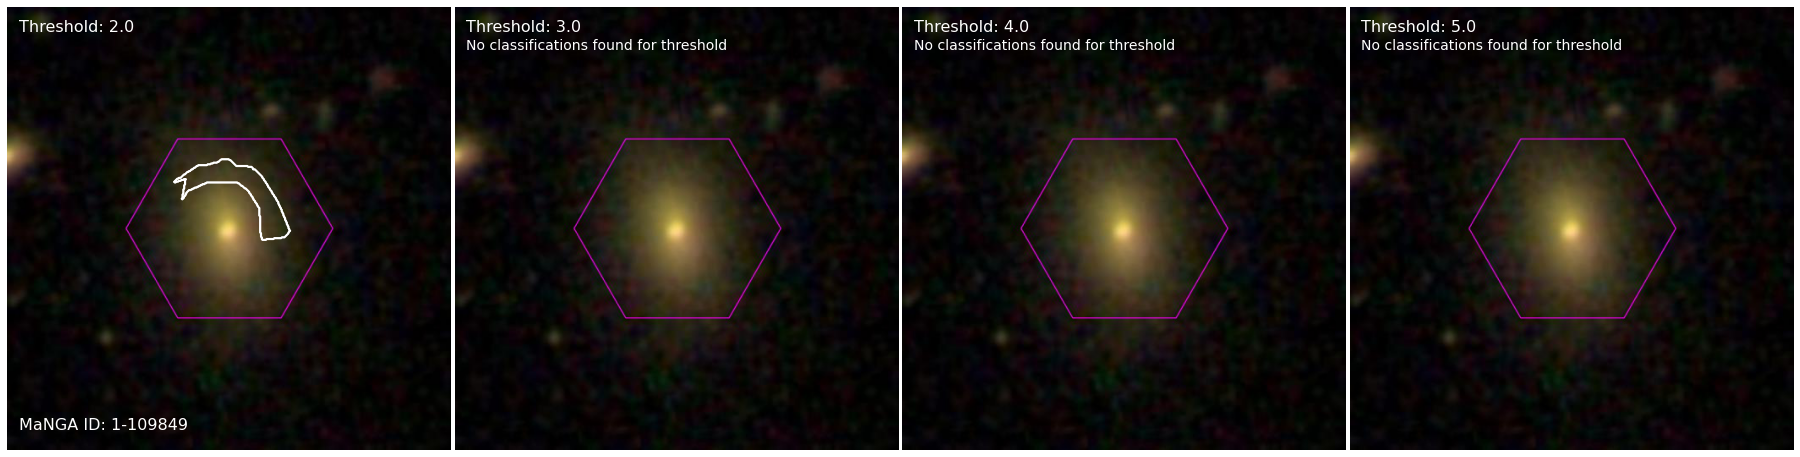 Threshold: 2.0
MaNGA ID: 1-109849
Threshold: 3.0
No classifications found for threshold
Threshold: 4.0
No classifications found for threshold
Threshold: 5.0
No classifications found for threshold